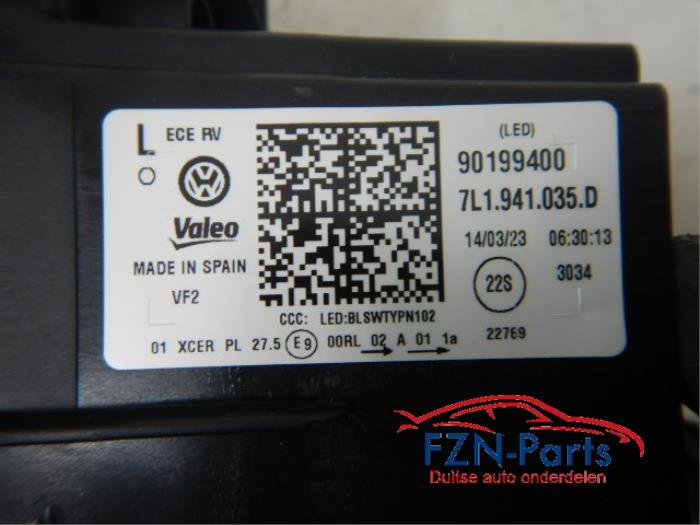 L ECE RV
(LED)
90199400
7L1.941.035.D
Valeo
14/03/23 06:30:13
MADE IN SPAIN
VF2
22S
3034
CCC: LED:BLSWTYPN102
01 XCER PL 27.5 E9 00RL 02 A 01 1a 22769
FZN-Parts
Duitse auto onderdelen